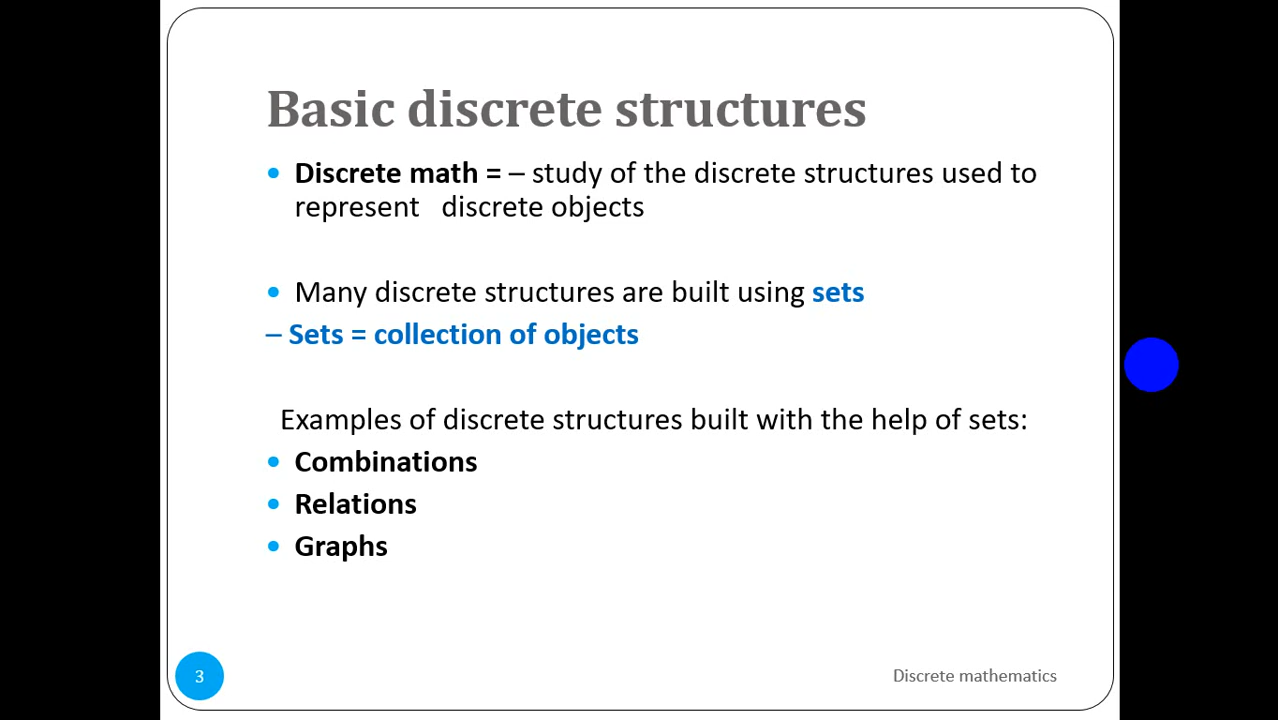 Basic discrete structures
• Discrete math = – study of the discrete structures used to
represent discrete objects
• Many discrete structures are built using sets
– Sets = collection of objects
Examples of discrete structures built with the help of sets:
• Combinations
• Relations
• Graphs
3
Discrete mathematics